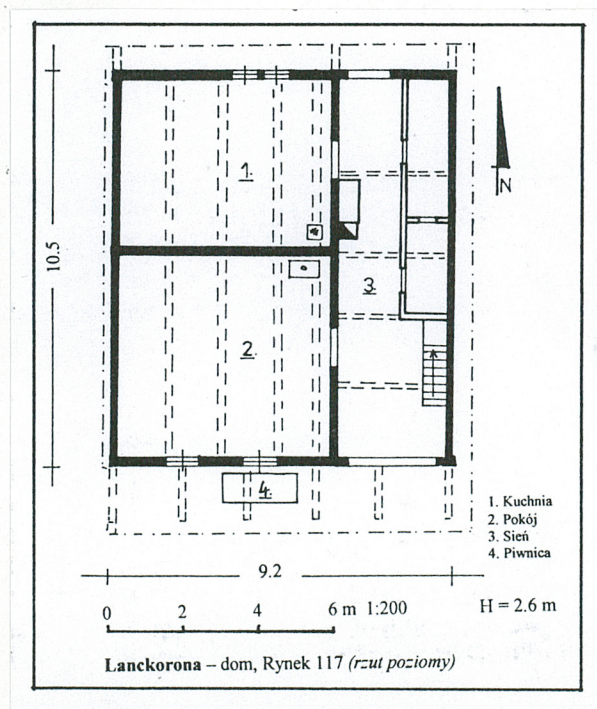 1.
N
10.5
3
2.
4.
1. Kuchnia
2. Pokój
3. Sień
4. Piwnica
9.2
0 2 4 6 m 1:200 H = 2.6 m
Lanckorona – dom, Rynek 117 (rzut poziomy)